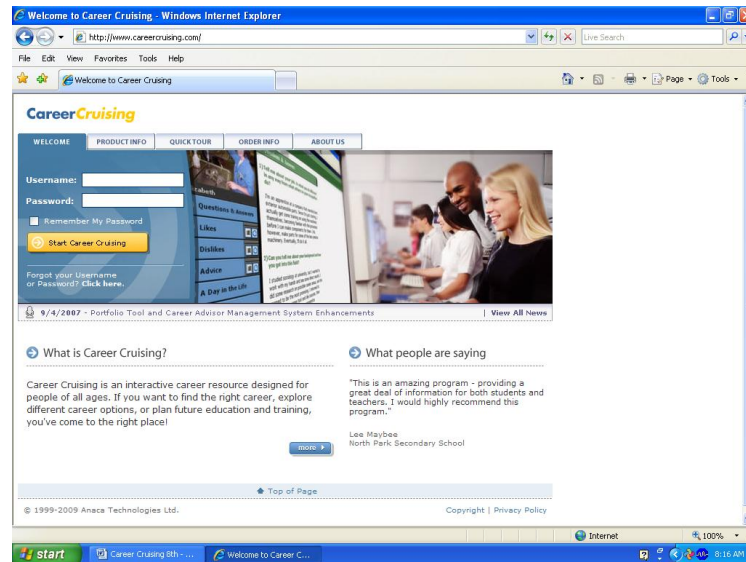 Welcome to Career Cruising - Windows Internet Explorer
http://www.careercruising.com/
Live Search
File Edit View Favorites Tools Help
Welcome to Career Cruising
Page Tools
CareerCruising
WELCOME PRODUCT INFO QUICK TOUR ORDER INFO ABOUT US
Username:
Password:
Remember My Password
Start Career Cruising
Forgot your Username
or Password? Click here.
Questions & Answers
Likes
Dislikes
Advice
A Day in the Life
9/4/2007 - Portfolio Tool and Career Advisor Management System Enhancements | View All News
What is Career Cruising?
Career Cruising is an interactive career resource designed for
people of all ages. If you want to find the right career, explore
different career options, or plan future education and training,
you've come to the right place!
more
What people are saying
"This is an amazing program - providing a
great deal of information for both students and
teachers. I would highly recommend this
program."
Lee Maybee
North Park Secondary School
Top of Page
© 1999-2009 Anaca Technologies Ltd. Copyright | Privacy Policy
Internet 100%
start Career Cruising 8th - ... Welcome to Career C... 8:16 AM